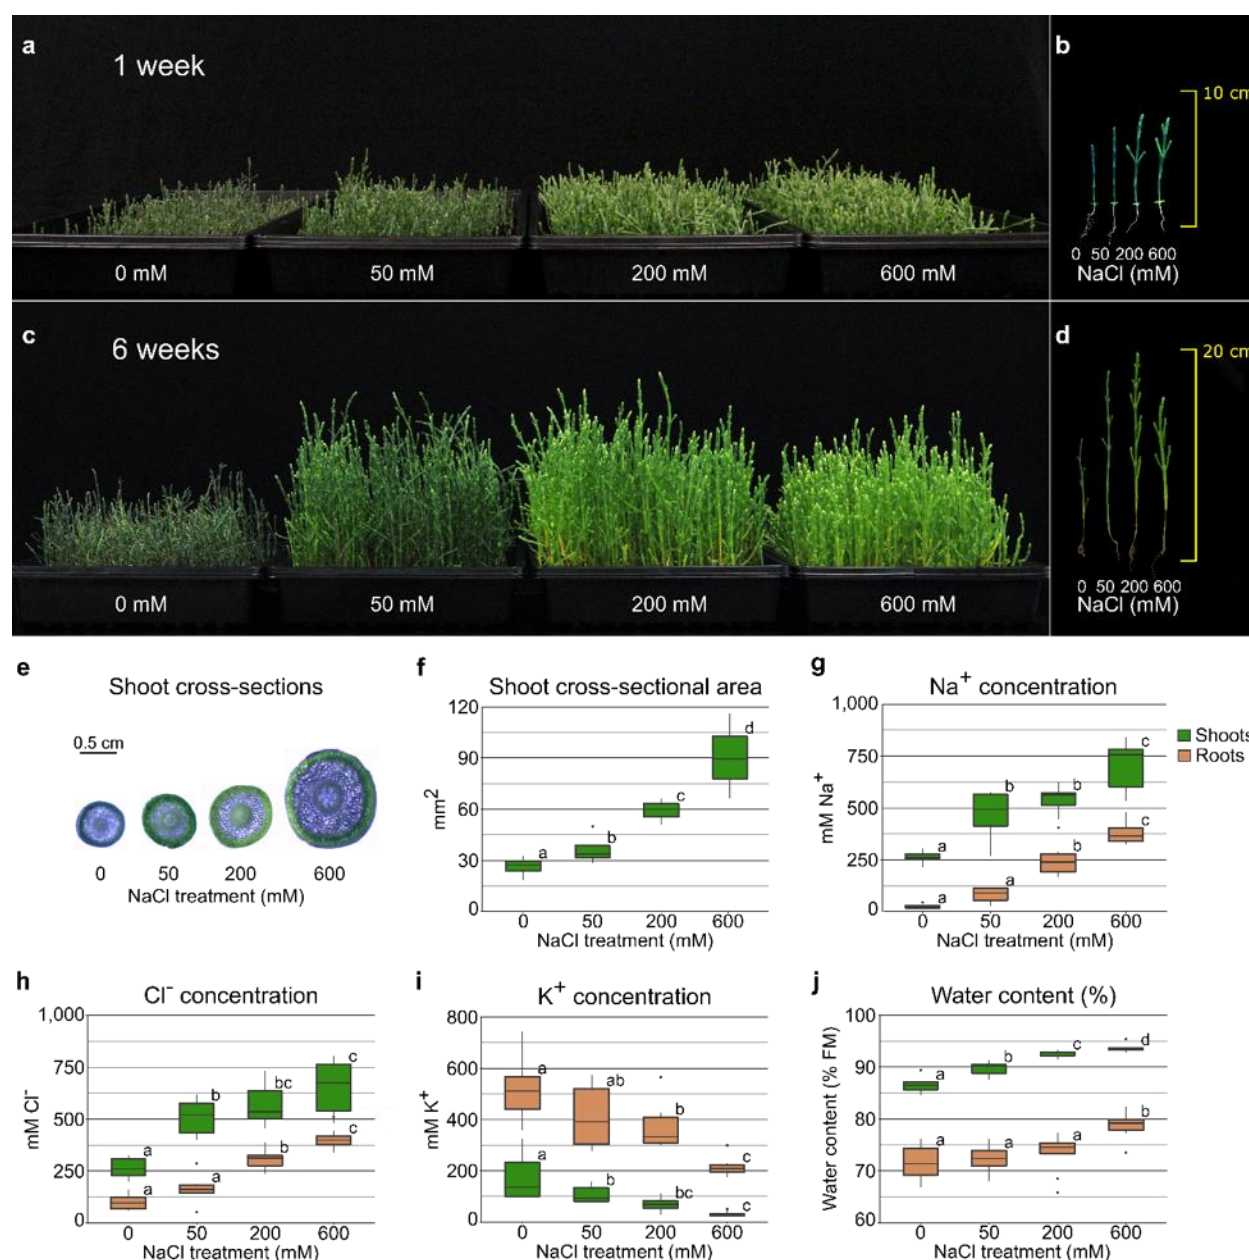 a
1 week
0 mM
50 mM
200 mM
600 mM
b
10 cm
0 50 200 600
NaCl (mM)
c
6 weeks
0 mM
50 mM
200 mM
600 mM
d
20 cm
0 50 200 600
NaCl (mM)
e
Shoot cross-sections
0.5 cm
0 50 200 600
NaCl treatment (mM)
f
Shoot cross-sectional area
mm²
120
90
60
30
0
a
b
c
d
0 50 200 600
NaCl treatment (mM)
g
Na⁺ concentration
mM Na⁺
1,000
750
500
250
0
a
b
b
c
a
a
b
c
0 50 200 600
NaCl treatment (mM)
Shoots
Roots
h
Cl⁻ concentration
mM Cl⁻
1,000
750
500
250
0
a
b
bc
c
a
a
b
c
0 50 200 600
NaCl treatment (mM)
i
K⁺ concentration
mM K⁺
800
600
400
200
0
a
ab
b
c
a
b
bc
c
0 50 200 600
NaCl treatment (mM)
j
Water content (%)
Water content (% FM)
100
90
80
70
60
a
b
c
d
a
a
a
b
0 50 200 600
NaCl treatment (mM)